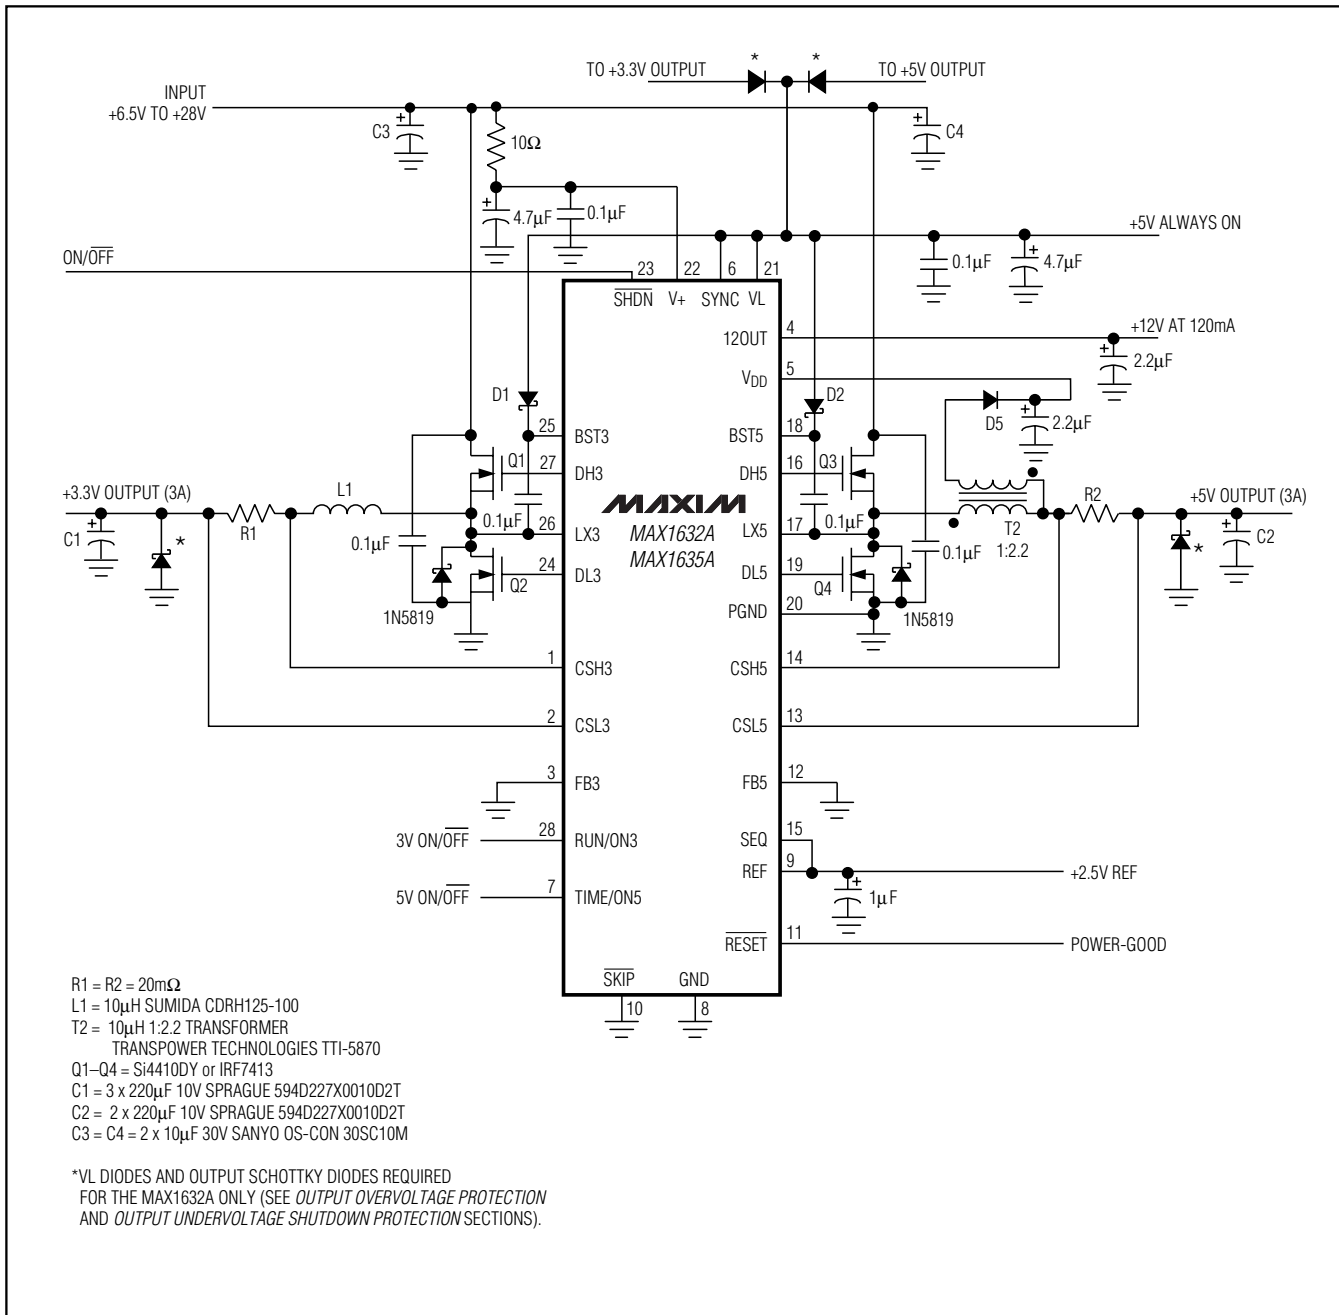 * *
TO +3.3V OUTPUT TO +5V OUTPUT
INPUT
+6.5V TO +28V
+ C3
+ C4
10Ω
+ 4.7µF 0.1µF
+5V ALWAYS ON
0.1µF + 4.7µF
ON/OFF
23 22 6 21
SHDN V+ SYNC VL
12OUT 4 +12V AT 120mA
+ 2.2µF
VDD 5
D1 D2
D5 + 2.2µF
25 BST3 BST5 18
Q1 27 DH3 DH5 16 Q3
+3.3V OUTPUT (3A) L1 MAXIM R2 +5V OUTPUT (3A)
+ C1 * R1 0.1µF 0.1µF 26 LX3 MAX1632A LX5 17 0.1µF 0.1µF T2 * + C2
MAX1635A 1:2.2
24 DL3 DL5 19
Q2 Q4
1N5819 PGND 20 1N5819
1 CSH3 CSH5 14
2 CSL3 CSL5 13
3 FB3 FB5 12
3V ON/OFF 28 RUN/ON3 SEQ 15
REF 9 +2.5V REF
+ 1µF
5V ON/OFF 7 TIME/ON5
RESET 11 POWER-GOOD
SKIP GND
10 8
R1 = R2 = 20mΩ
L1 = 10µH SUMIDA CDRH125-100
T2 = 10µH 1:2.2 TRANSFORMER
TRANSPOWER TECHNOLOGIES TTI-5870
Q1–Q4 = Si4410DY or IRF7413
C1 = 3 x 220µF 10V SPRAGUE 594D227X0010D2T
C2 = 2 x 220µF 10V SPRAGUE 594D227X0010D2T
C3 = C4 = 2 x 10µF 30V SANYO OS-CON 30SC10M
*VL DIODES AND OUTPUT SCHOTTKY DIODES REQUIRED
FOR THE MAX1632A ONLY (SEE OUTPUT OVERVOLTAGE PROTECTION
AND OUTPUT UNDERVOLTAGE SHUTDOWN PROTECTION SECTIONS).